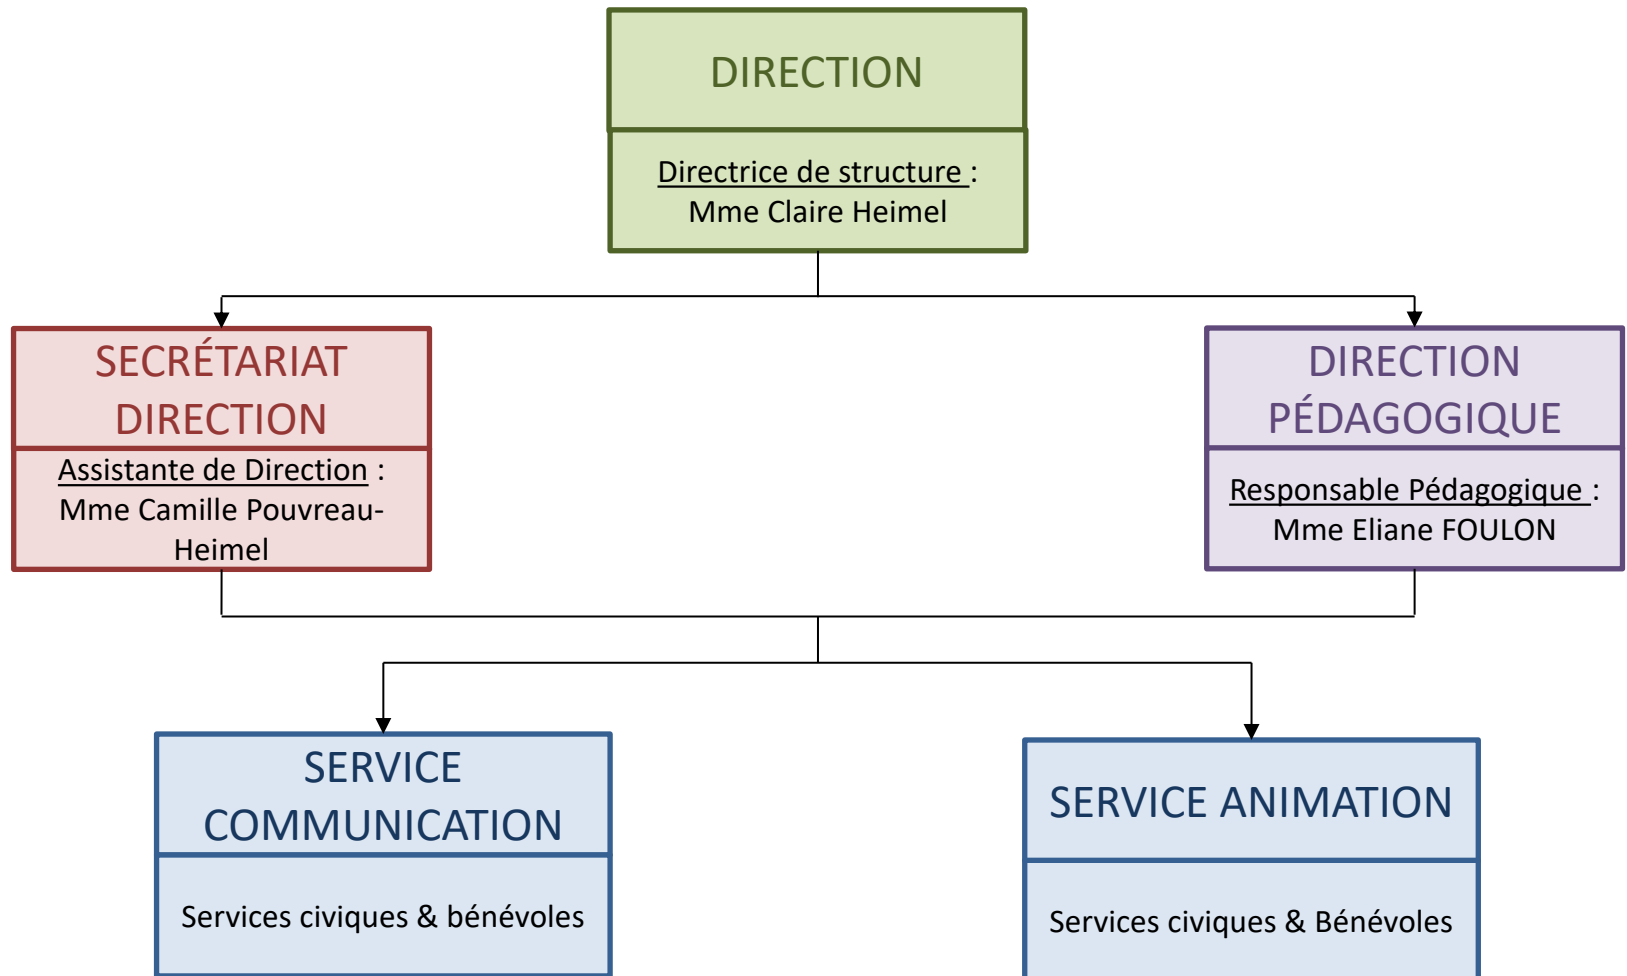 DIRECTION
Directrice de structure :
Mme Claire Heimel
SECRÉTARIAT
DIRECTION
Assistante de Direction :
Mme Camille Pouvreau-
Heimel
DIRECTION
PÉDAGOGIQUE
Responsable Pédagogique :
Mme Eliane FOULON
SERVICE
COMMUNICATION
Services civiques & bénévoles
SERVICE ANIMATION
Services civiques & Bénévoles